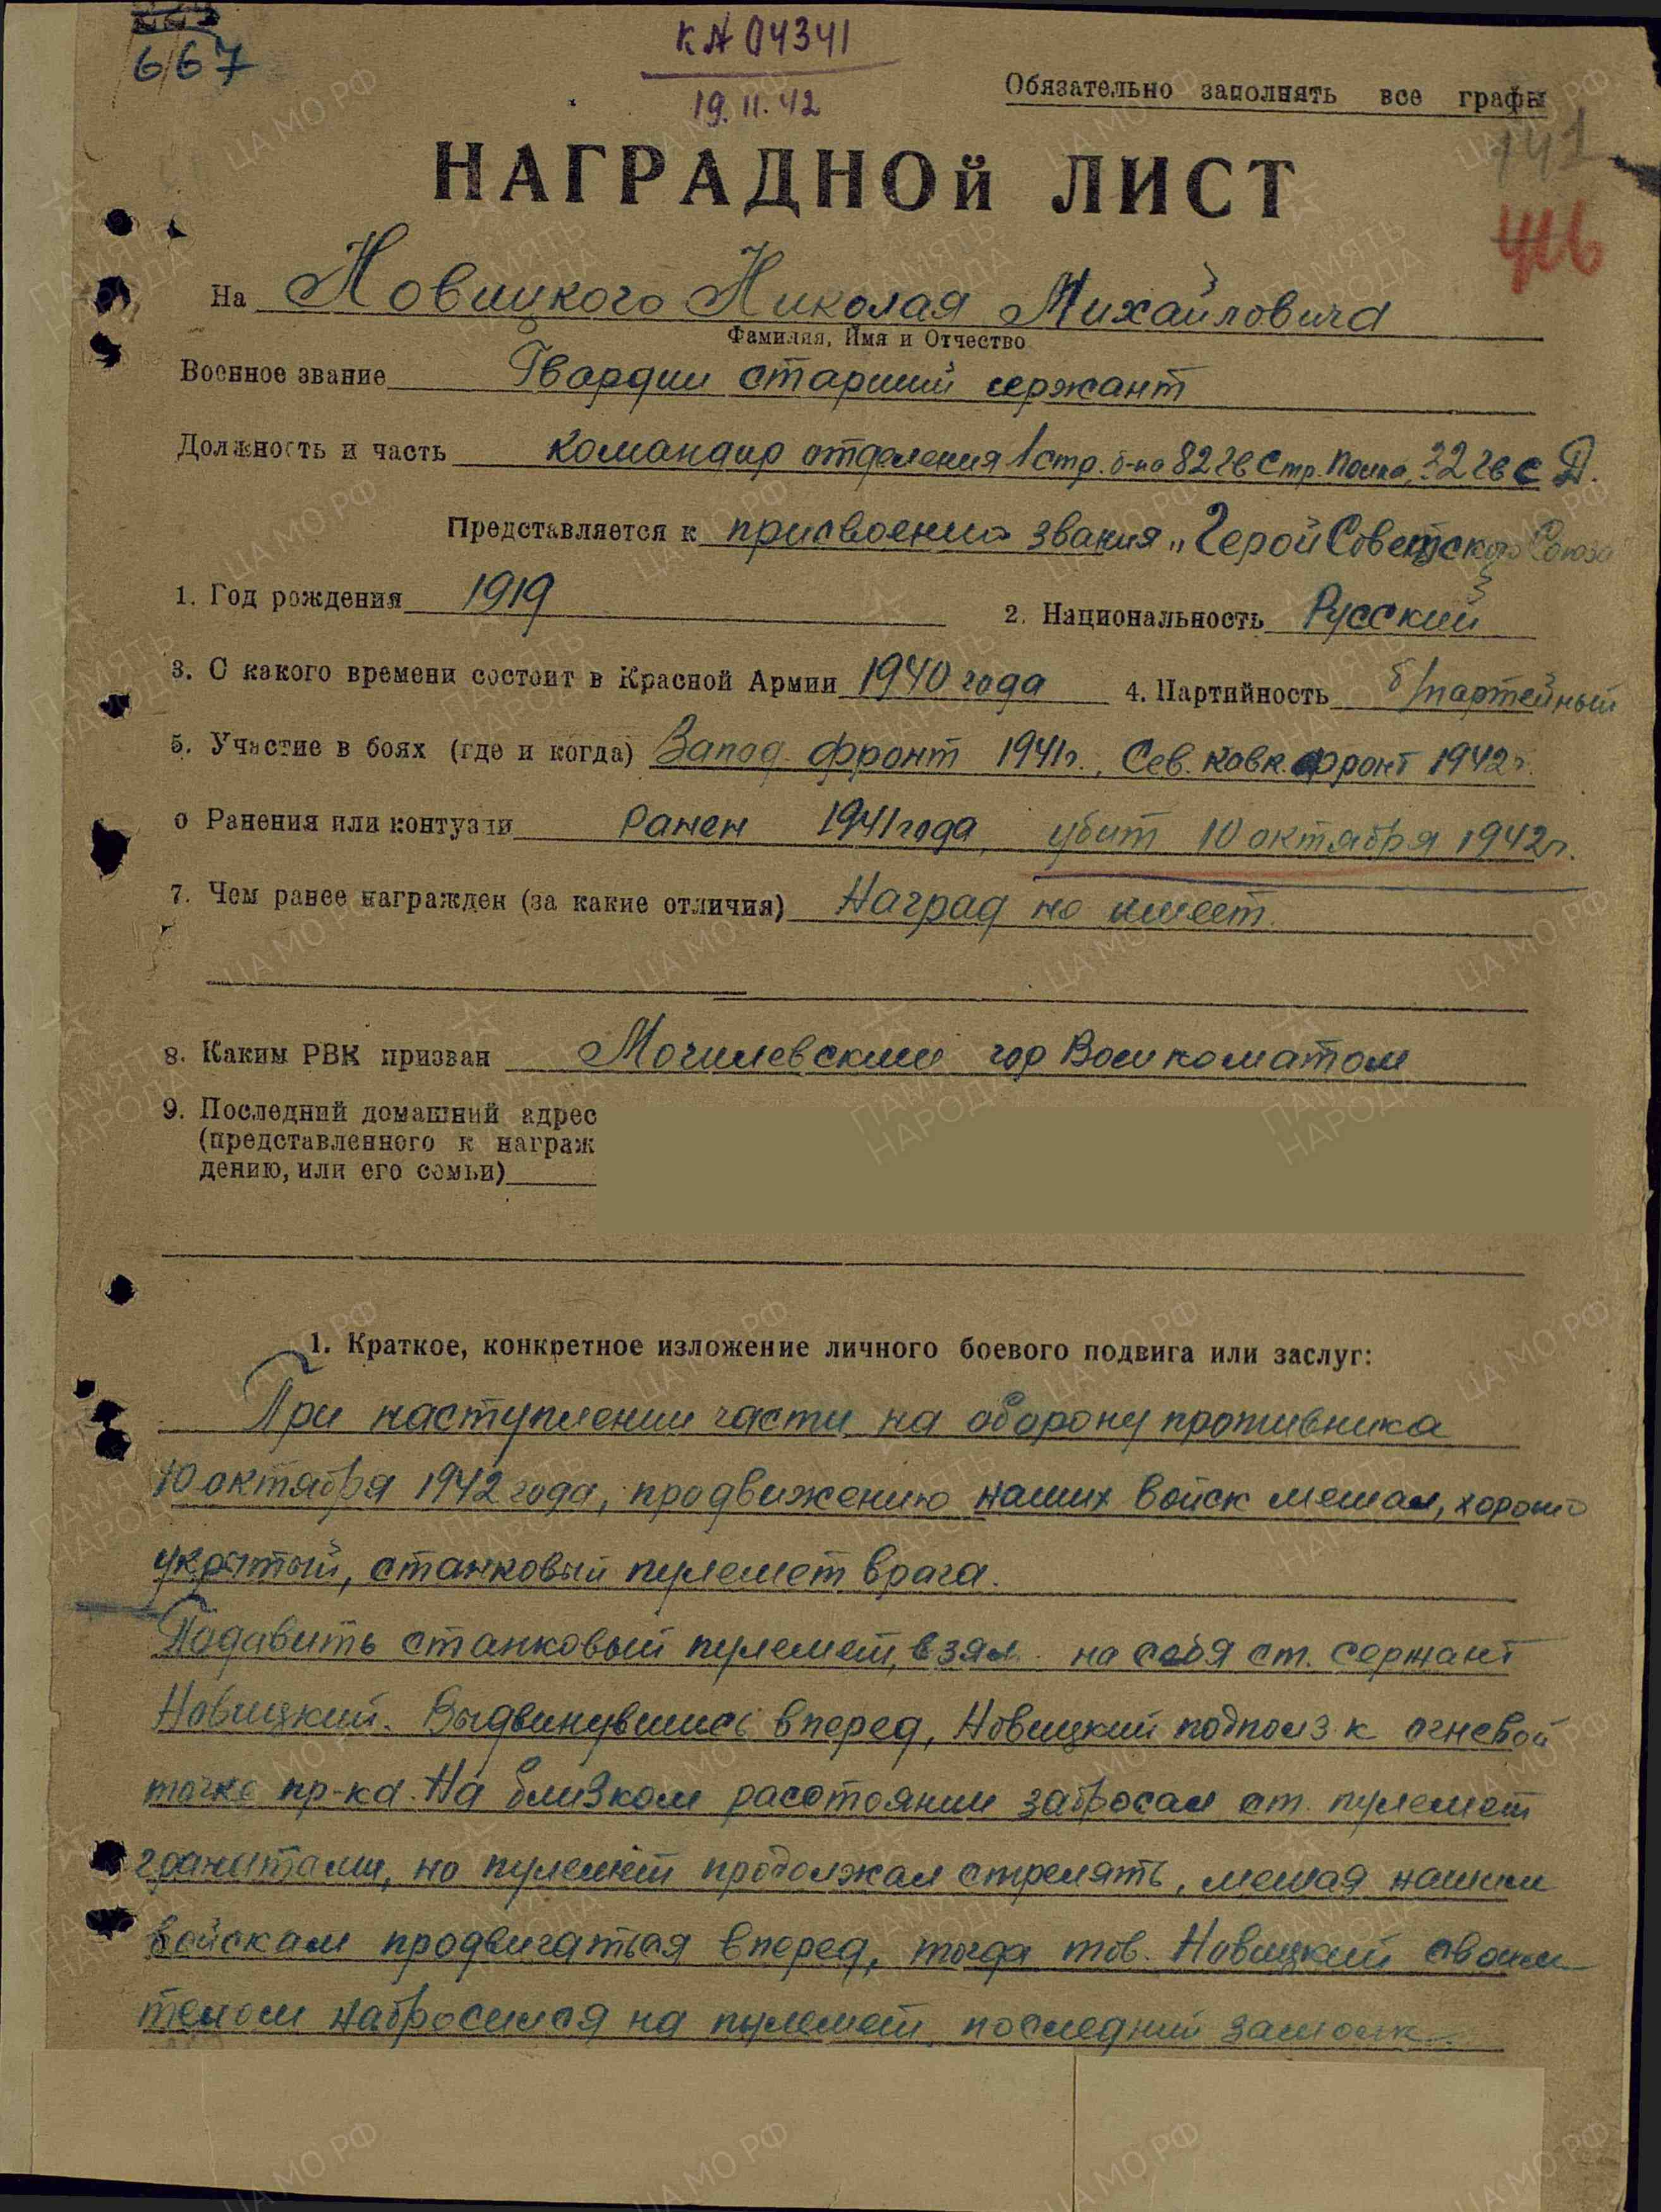 667
КА 04341
19.11.42
Обязательно заполнять все графы
141
НАГРАДНОй ЛИСТ
На Новицкого Николая Михайловича
Фамилия, Имя и Отчество
Военное звание Гвардии старший сержант
Должность и часть командир отделения 1 стр. б-на 82 гв Стр. Полка, 32 гв С Д.
Представляется к присвоению звания „Герой Советского Союза
1. Год рождения 1919
2. Национальность Русский
3. С какого времени состоит в Красной Армии 1940 года 4. Партийность б/партейный
5. Участие в боях (где и когда) Запад. фронт 1941г., Сев. Кавк. фронт 1942г.
Ранения или контузии ранен 1941 года, убит 10 октября 1942г.
7. Чем ранее награжден (за какие отличия) Наград не имеет.
8. Каким РВК призван Могилевским гор Военкоматом
9. Последний домашний адрес
(представленного к награж
дению, или его семьи)
1. Краткое, конкретное изложение личного боевого подвига или заслуг:
При наступлении части на оборону противника
10 октября 1942 года, продвижению наших войск мешал, хорошо
укрытый, станковый пулемет врага.
Подавить станковый пулемет, взял на себя ст. сержант
Новицкий. Выдвинувшись вперед, Новицкий подполз к огневой
точке пр-ка. На близком расстоянии забросал ст. пулемет
гранатами, но пулемет продолжал стрелять, мешая нашим
войскам продвигаться вперед, тогда тов. Новицкий своим
телом набросился на пулемет, последний замолк.